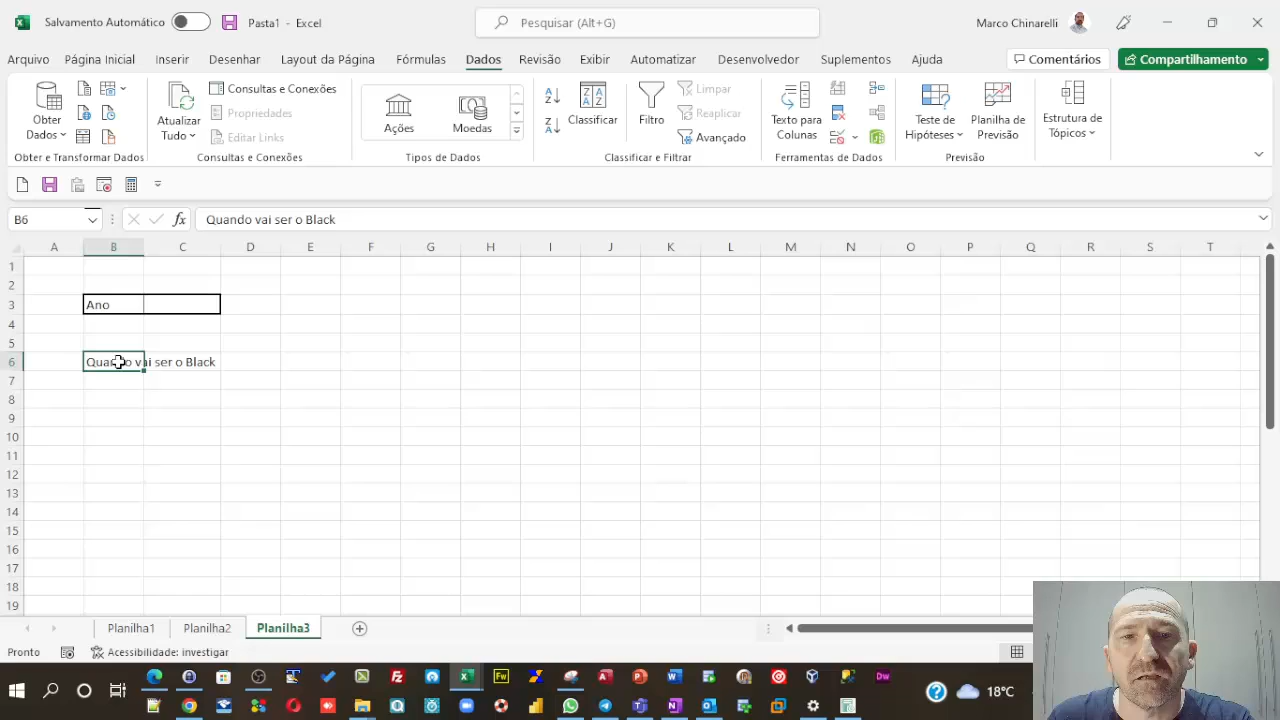 Salvamento Automático
Pasta1 - Excel
Pesquisar (Alt+G)
Marco Chinarelli
Arquivo Página Inicial Inserir Desenhar Layout da Página Fórmulas Dados Revisão Exibir Automatizar Desenvolvedor Suplementos Ajuda
Comentários
Compartilhamento
Obter Dados
Atualizar Tudo
Consultas e Conexões
Propriedades
Editar Links
Ações
Moedas
Classificar
Filtro
Limpar
Reaplicar
Avançado
Texto para Colunas
Teste de Hipóteses
Planilha de Previsão
Estrutura de Tópicos
Obter e Transformar Dados
Consultas e Conexões
Tipos de Dados
Classificar e Filtrar
Ferramentas de Dados
Previsão
B6
fx
Quando vai ser o Black
A B C D E F G H I J K L M N O P Q R S T
1
2
3 Ano
4
5
6 Quando vai ser o Black
7
8
9
10
11
12
13
14
15
16
17
18
19
Planilha1 Planilha2 Planilha3
Pronto
Acessibilidade: investigar
18°C